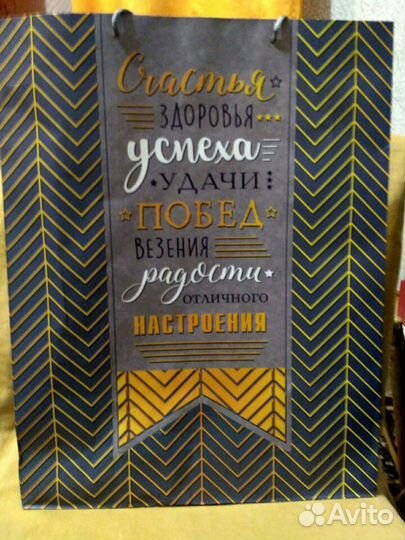 Счастья
ЗДОРОВЬЯ
успеха
УДАЧИ
ПОБЕД
ВЕЗЕНИЯ
радости
ОТЛИЧНОГО
НАСТРОЕНИЯ
Avito